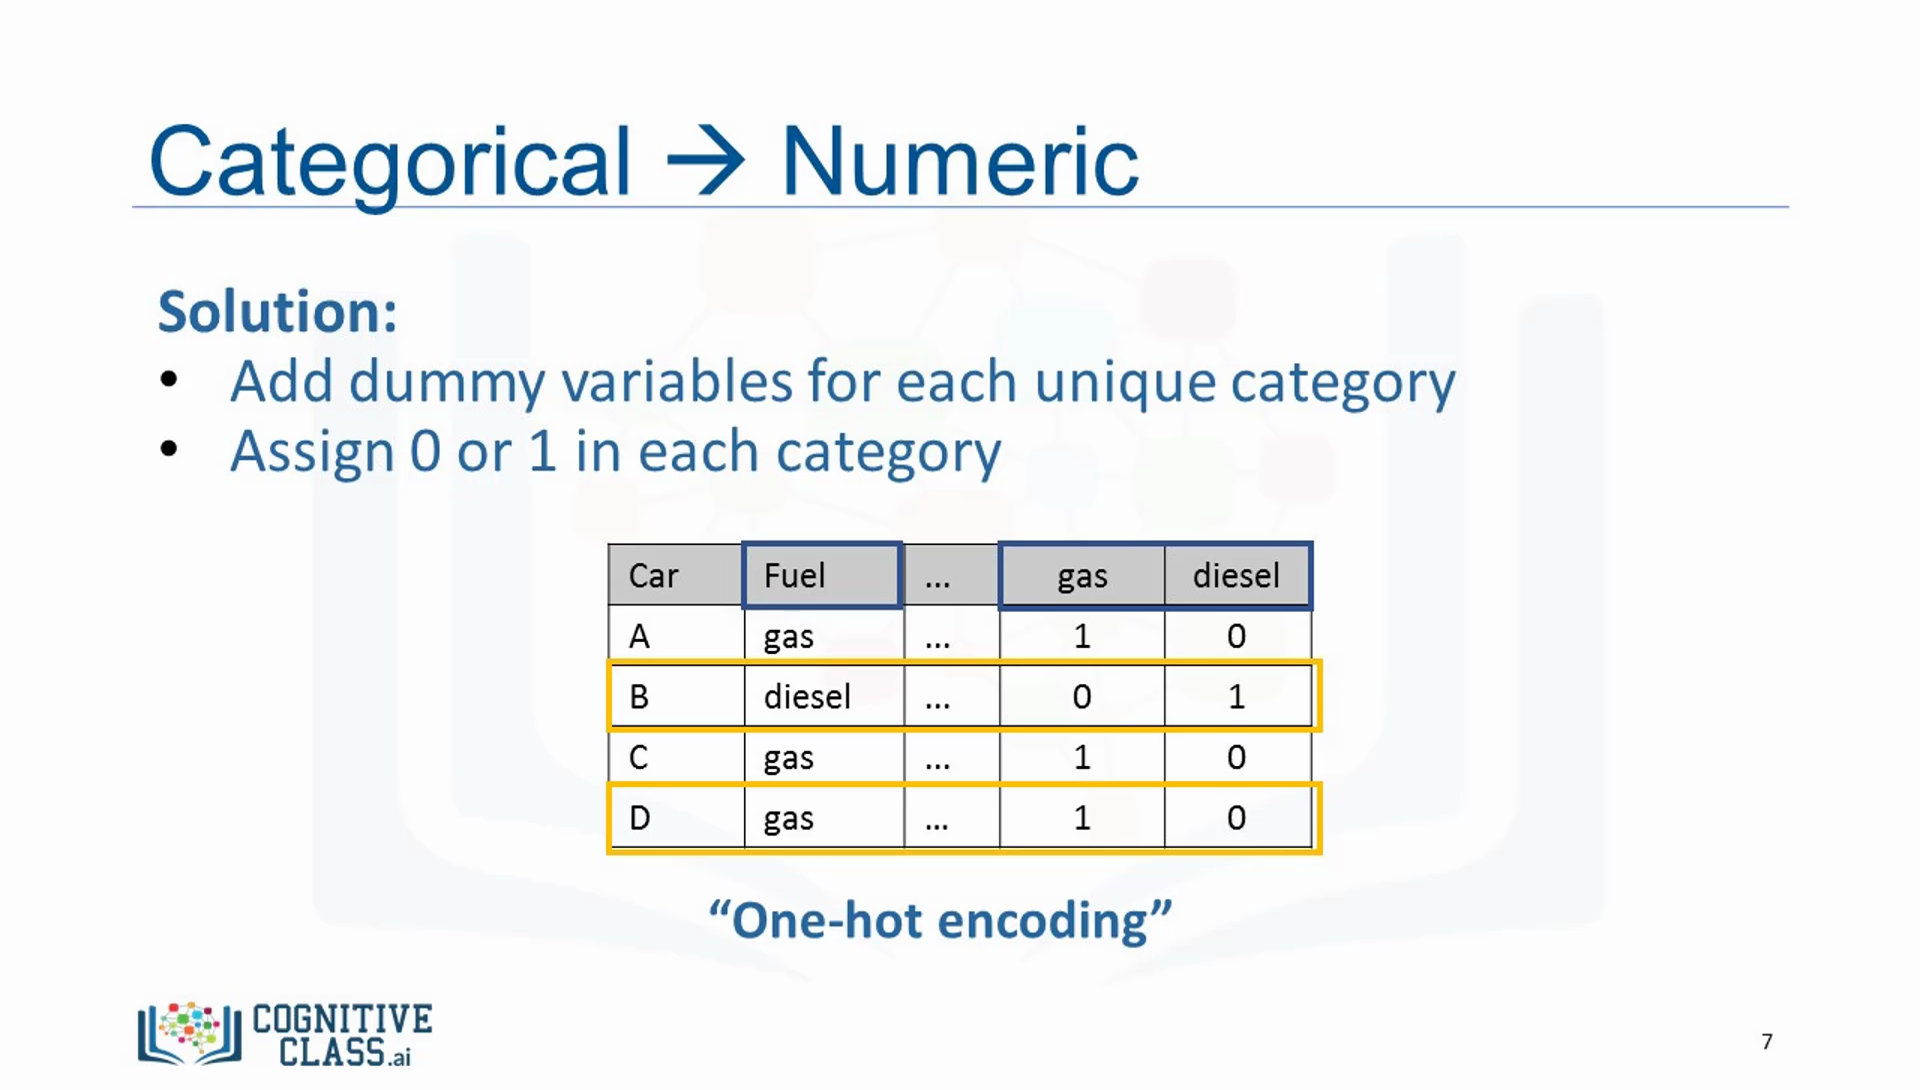 Categorical → Numeric
Solution:
• Add dummy variables for each unique category
• Assign 0 or 1 in each category
Car Fuel ... gas diesel
A gas ... 1 0
B diesel ... 0 1
C gas ... 1 0
D gas ... 1 0
“One-hot encoding”
COGNITIVE
CLASS.ai
7